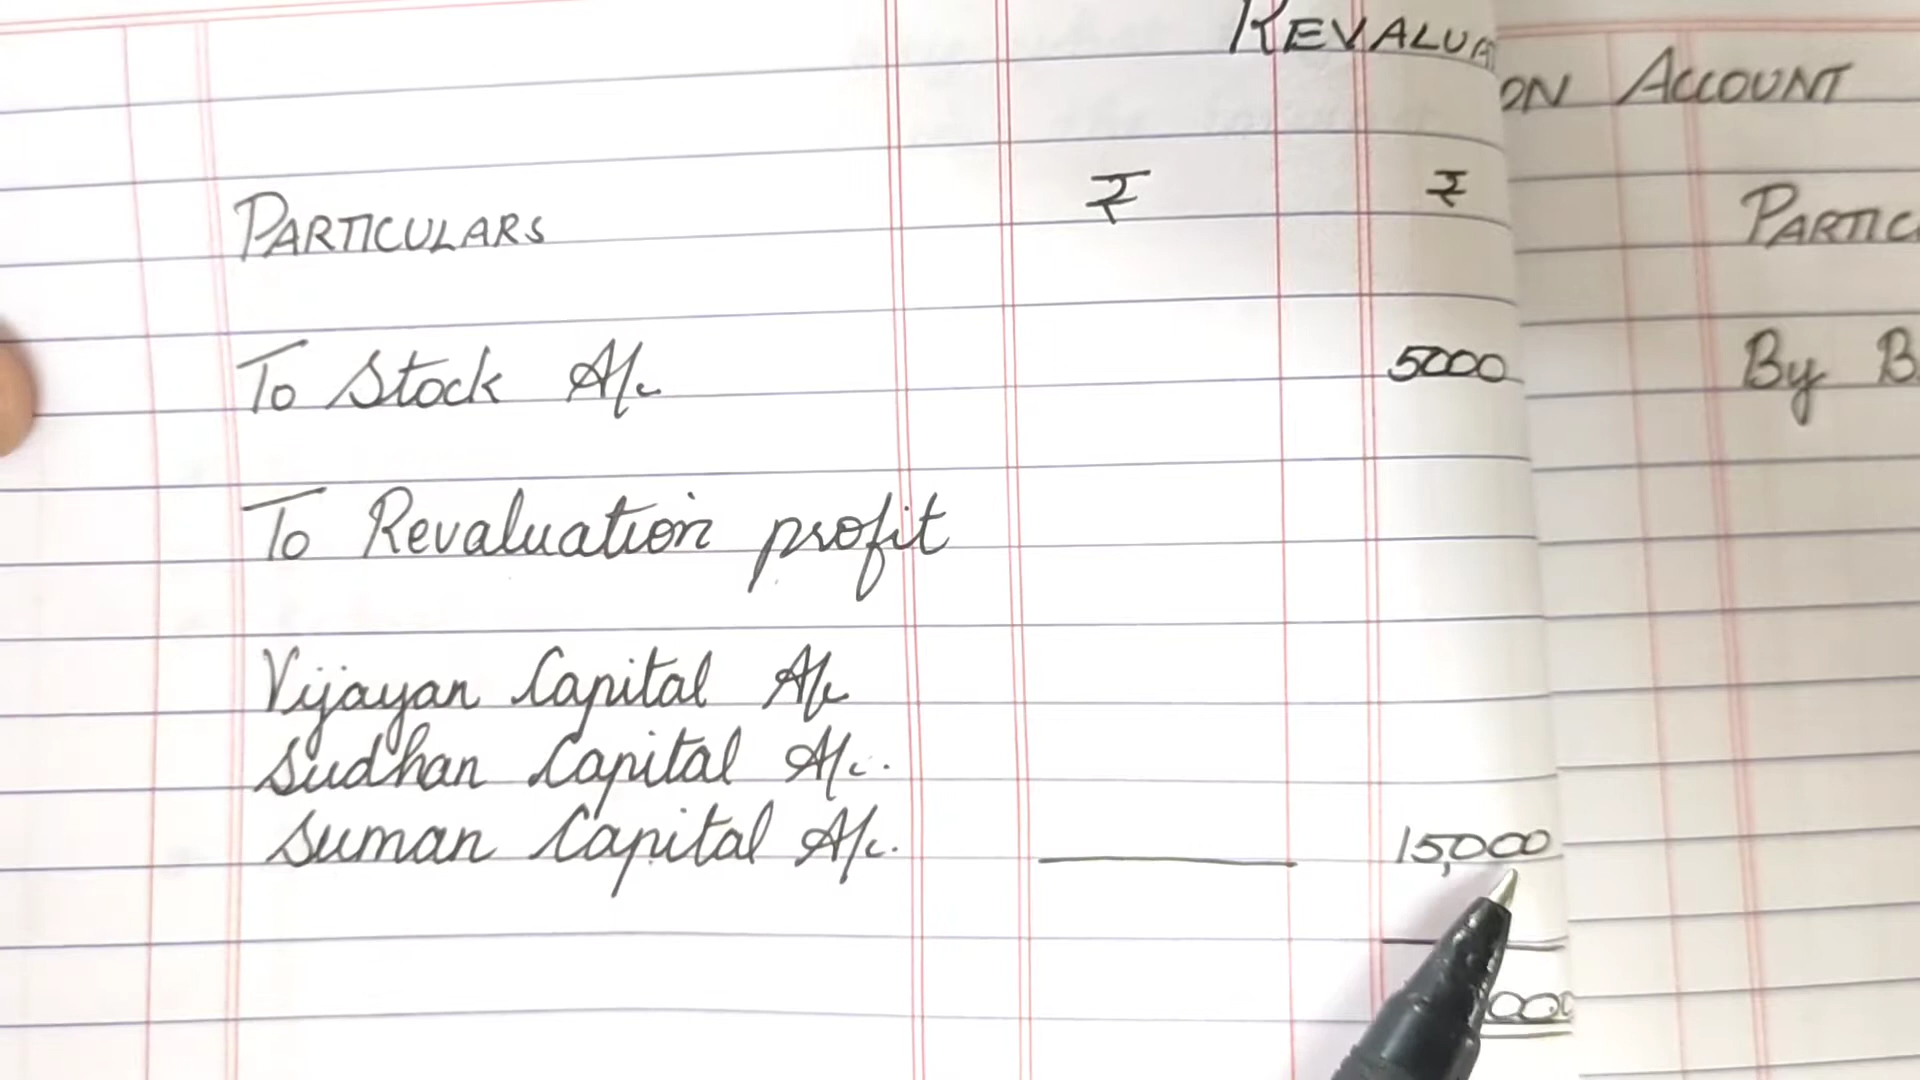 REVALUA
ON ACCOUNT
PARTICULARS ₹ ₹
To Stock A/c 5000
To Revaluation profit
Vijayan Capital A/c
Sudhan Capital A/c.
Suman Capital A/c. 15,000
000
PARTIC
By B